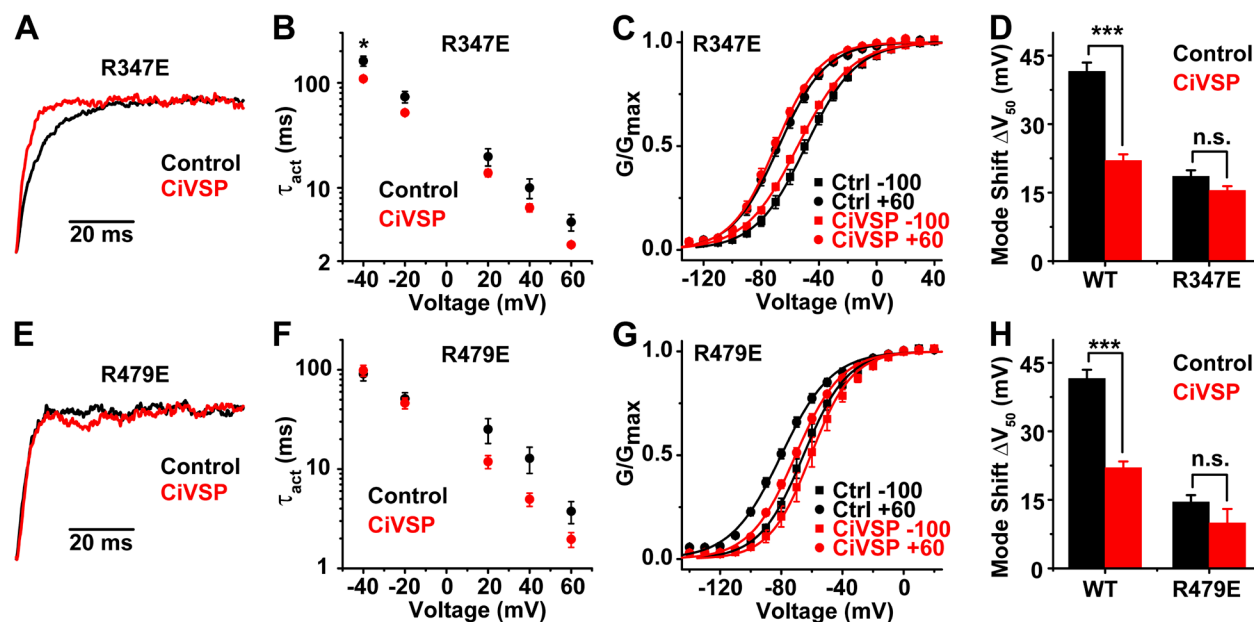 A
R347E
Control
CiVSP
20 ms
B
*
R347E
τact (ms)
100
10
2
Control
CiVSP
-40 -20 0 20 40 60
Voltage (mV)
C
R347E
G/Gmax
1.0
0.5
0.0
Ctrl -100
Ctrl +60
CiVSP -100
CiVSP +60
-120 -80 -40 0 40
Voltage (mV)
D
Mode Shift ΔV50 (mV)
45
30
15
0
***
Control
CiVSP
n.s.
WT R347E
E
R479E
Control
CiVSP
20 ms
F
R479E
τact (ms)
100
10
1
Control
CiVSP
-40 -20 0 20 40 60
Voltage (mV)
G
R479E
G/Gmax
1.0
0.5
0.0
Ctrl -100
Ctrl +60
CiVSP -100
CiVSP +60
-120 -80 -40 0
Voltage (mV)
H
Mode Shift ΔV50 (mV)
45
30
15
0
***
Control
CiVSP
n.s.
WT R479E